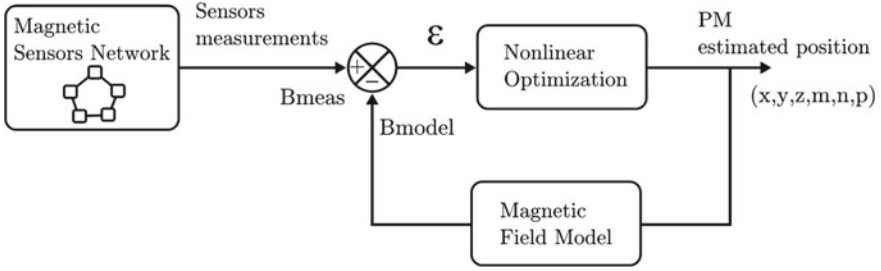 Magnetic
Sensors Network
Sensors
measurements
+
−
Bmeas
Bmodel
ε
Nonlinear
Optimization
PM
estimated position
(x,y,z,m,n,p)
Magnetic
Field Model